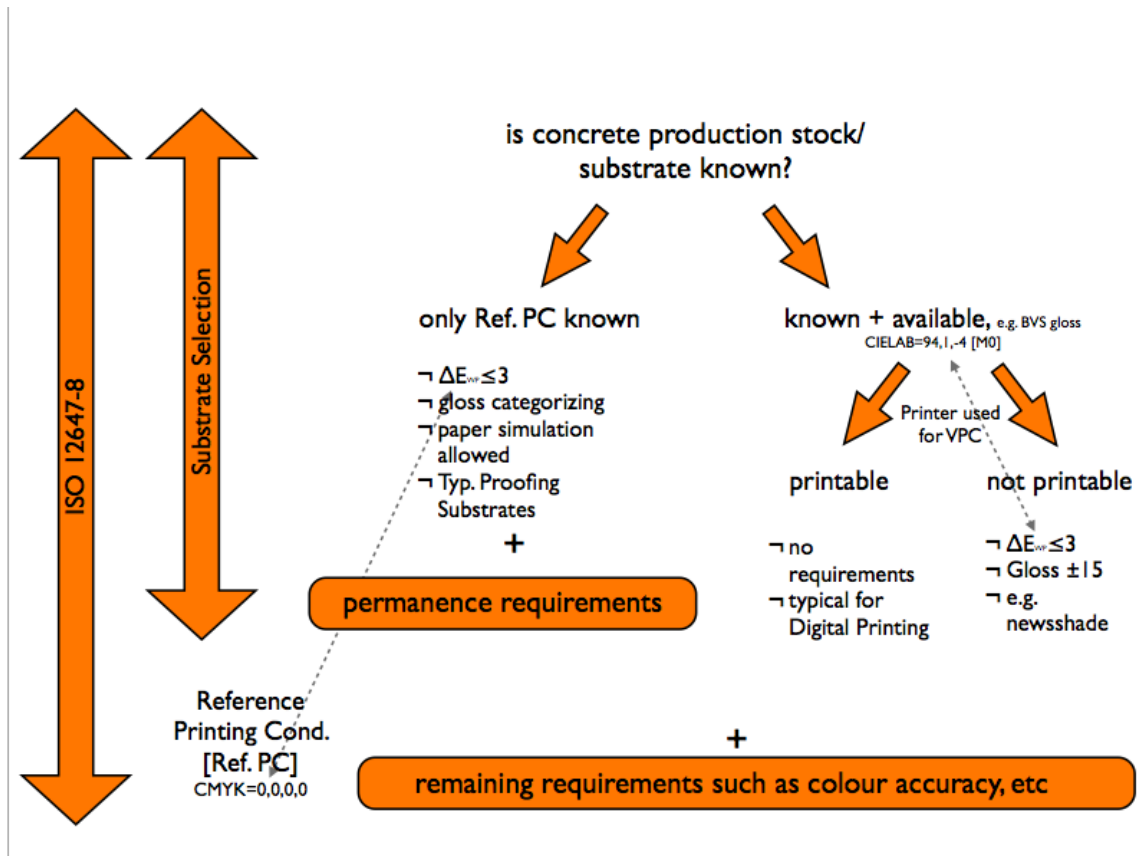 is concrete production stock/
substrate known?
ISO 12647-8
Substrate Selection
only Ref. PC known
¬ ΔE_WP≤3
¬ gloss categorizing
¬ paper simulation
allowed
¬ Typ. Proofing
Substrates
+
permanence requirements
known + available, e.g. BVS gloss
CIELAB=94,1,-4 [M0]
Printer used
for VPC
printable
¬ no
requirements
¬ typical for
Digital Printing
not printable
¬ ΔE_WP≤3
¬ Gloss ±15
¬ e.g.
newsshade
Reference
Printing Cond.
[Ref. PC]
CMYK=0,0,0,0
+
remaining requirements such as colour accuracy, etc